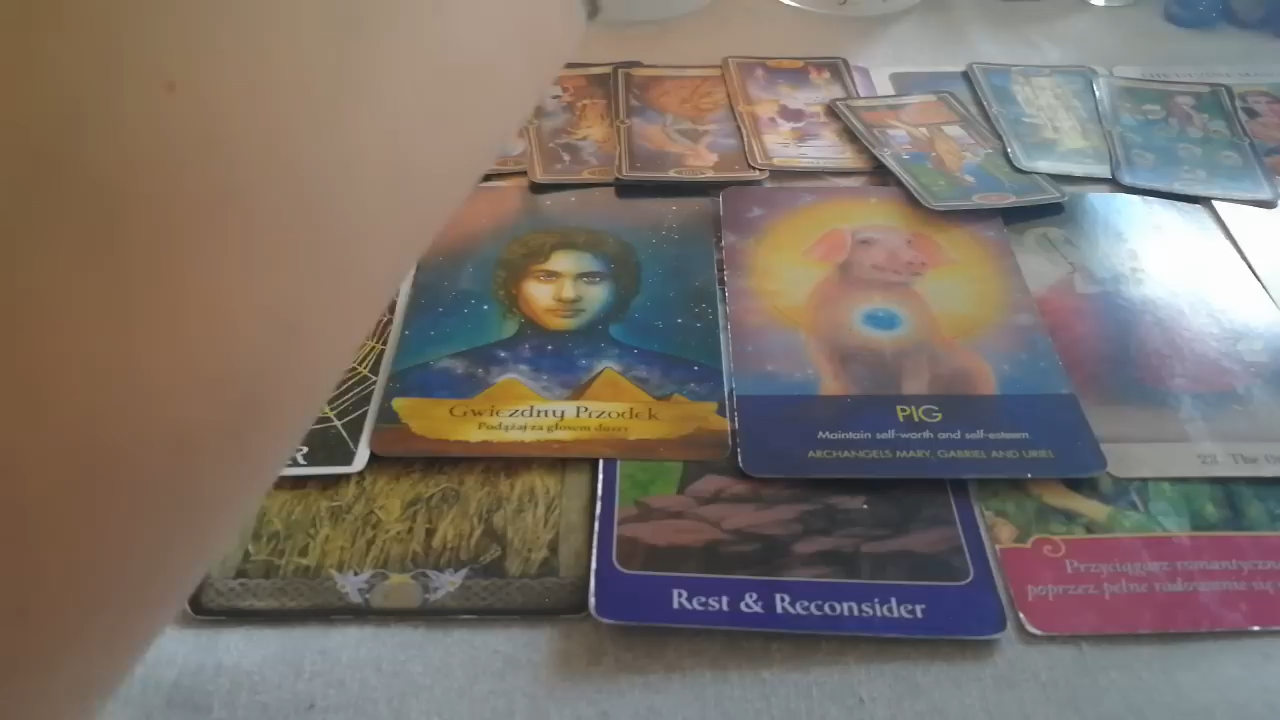 Gwiezdny Przodek
Podążaj za głosem duszy
PIG
Maintain self-worth and self-esteem
ARCHANGELS MARY, GABRIEL AND URIEL
R
22 The
Rest & Reconsider
Przyciągasz
poprzez pełne radowanie się